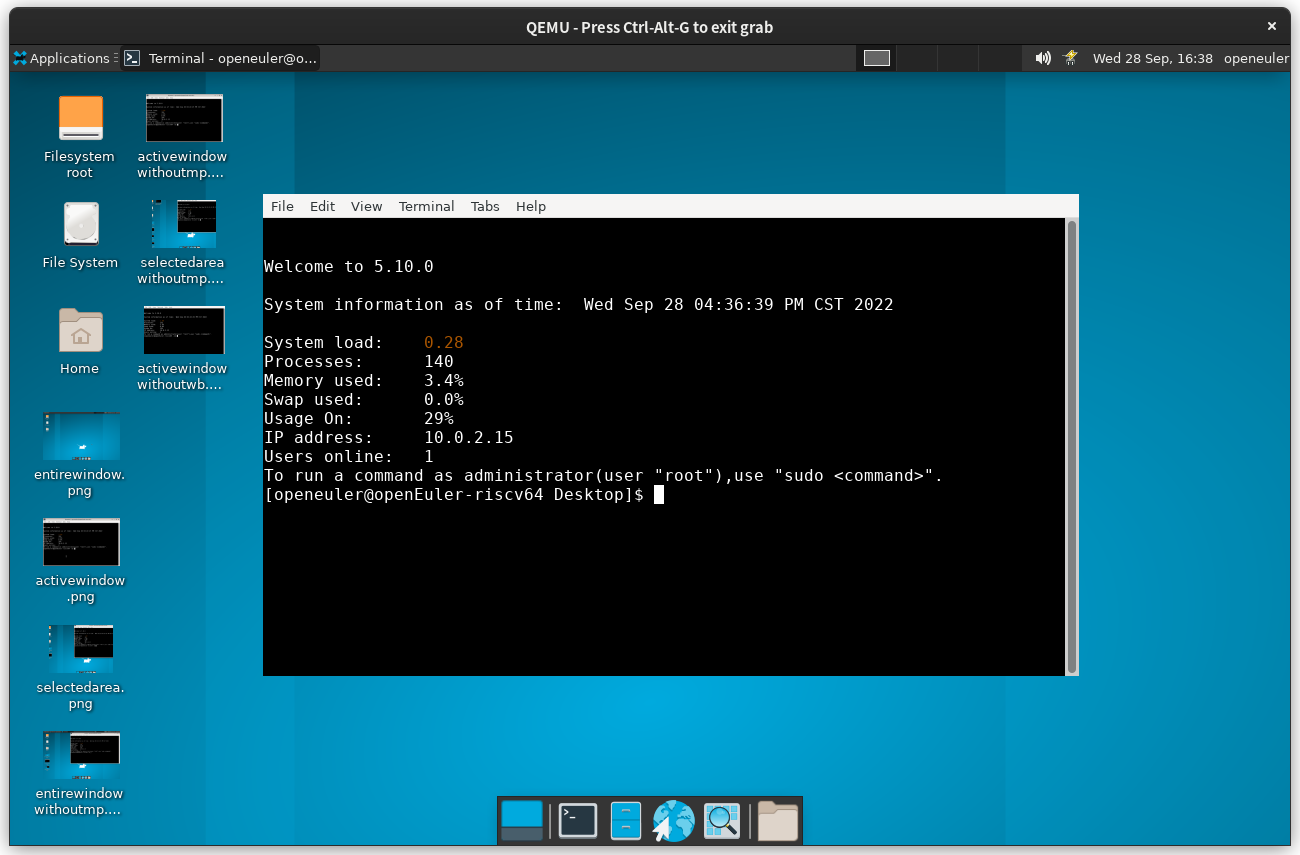 QEMU - Press Ctrl-Alt-G to exit grab
Applications
Terminal - openeuler@o...
Wed 28 Sep, 16:38
openeuler
Filesystem
root
activewindow
withoutmp....
File System
selectedarea
withoutmp....
Home
activewindow
withoutwb....
entirewindow.
png
activewindow
.png
selectedarea.
png
entirewindow
withoutmp....
File Edit View Terminal Tabs Help
Welcome to 5.10.0
System information as of time:  Wed Sep 28 04:36:39 PM CST 2022
System load:    0.28
Processes:      140
Memory used:    3.4%
Swap used:      0.0%
Usage On:       29%
IP address:     10.0.2.15
Users online:   1
To run a command as administrator(user "root"),use "sudo <command>".
[openeuler@openEuler-riscv64 Desktop]$